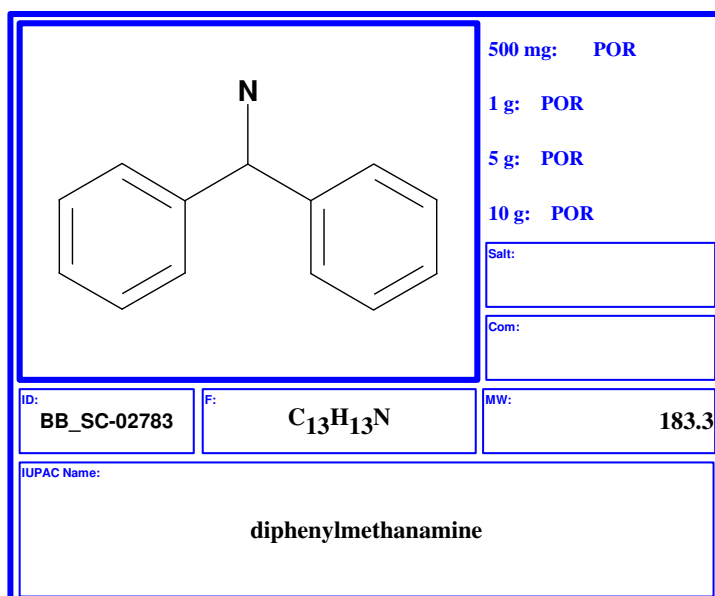 N
500 mg: POR
1 g: POR
5 g: POR
10 g: POR
Salt:
Com:
ID:
BB_SC-02783
F:
C13H13N
MW:
183.3
IUPAC Name:
diphenylmethanamine